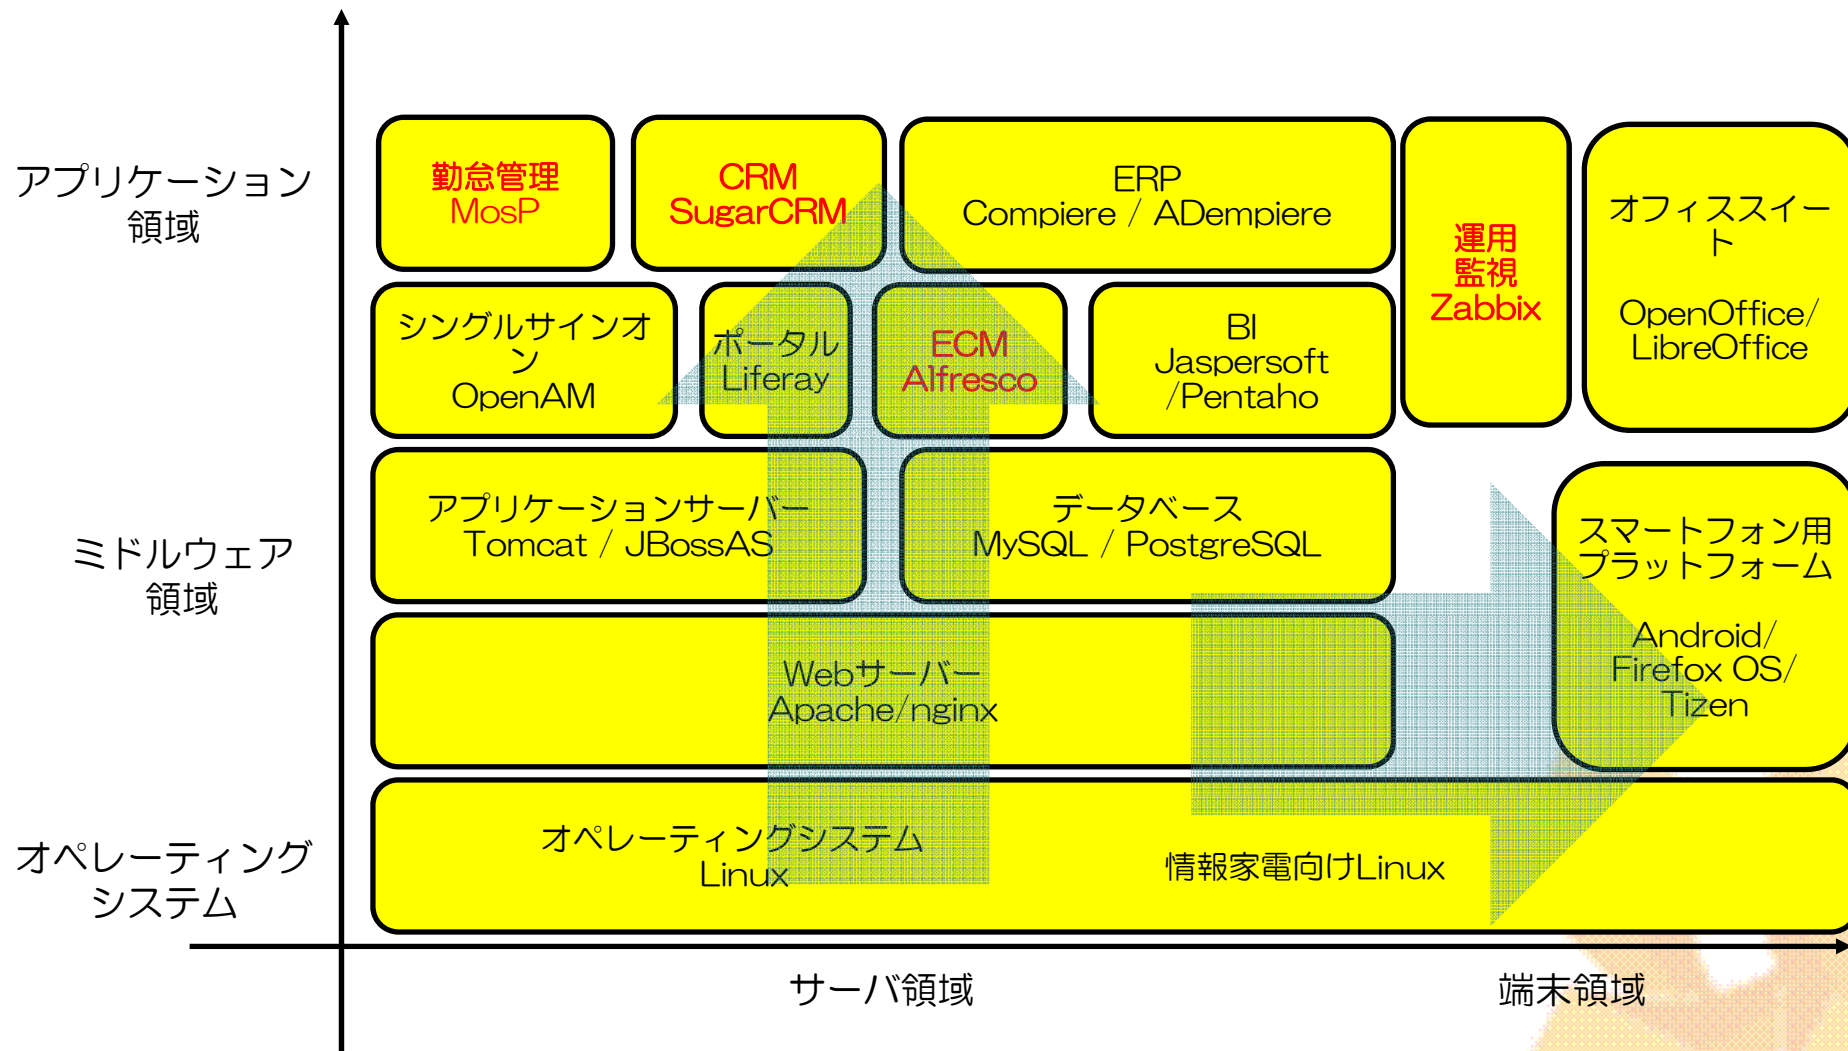 アプリケーション
領域
勤怠管理
MosP
CRM
SugarCRM
ERP
Compiere / ADempiere
運用
監視
Zabbix
オフィススイー
ト
OpenOffice/
LibreOffice
シングルサインオ
ン
OpenAM
ポータル
Liferay
ECM
Alfresco
BI
Jaspersoft
/Pentaho
ミドルウェア
領域
アプリケーションサーバー
Tomcat / JBossAS
データベース
MySQL / PostgreSQL
スマートフォン用
プラットフォーム
Android/
Firefox OS/
Tizen
Webサーバー
Apache/nginx
オペレーティング
システム
オペレーティングシステム
Linux
情報家電向けLinux
サーバ領域
端末領域